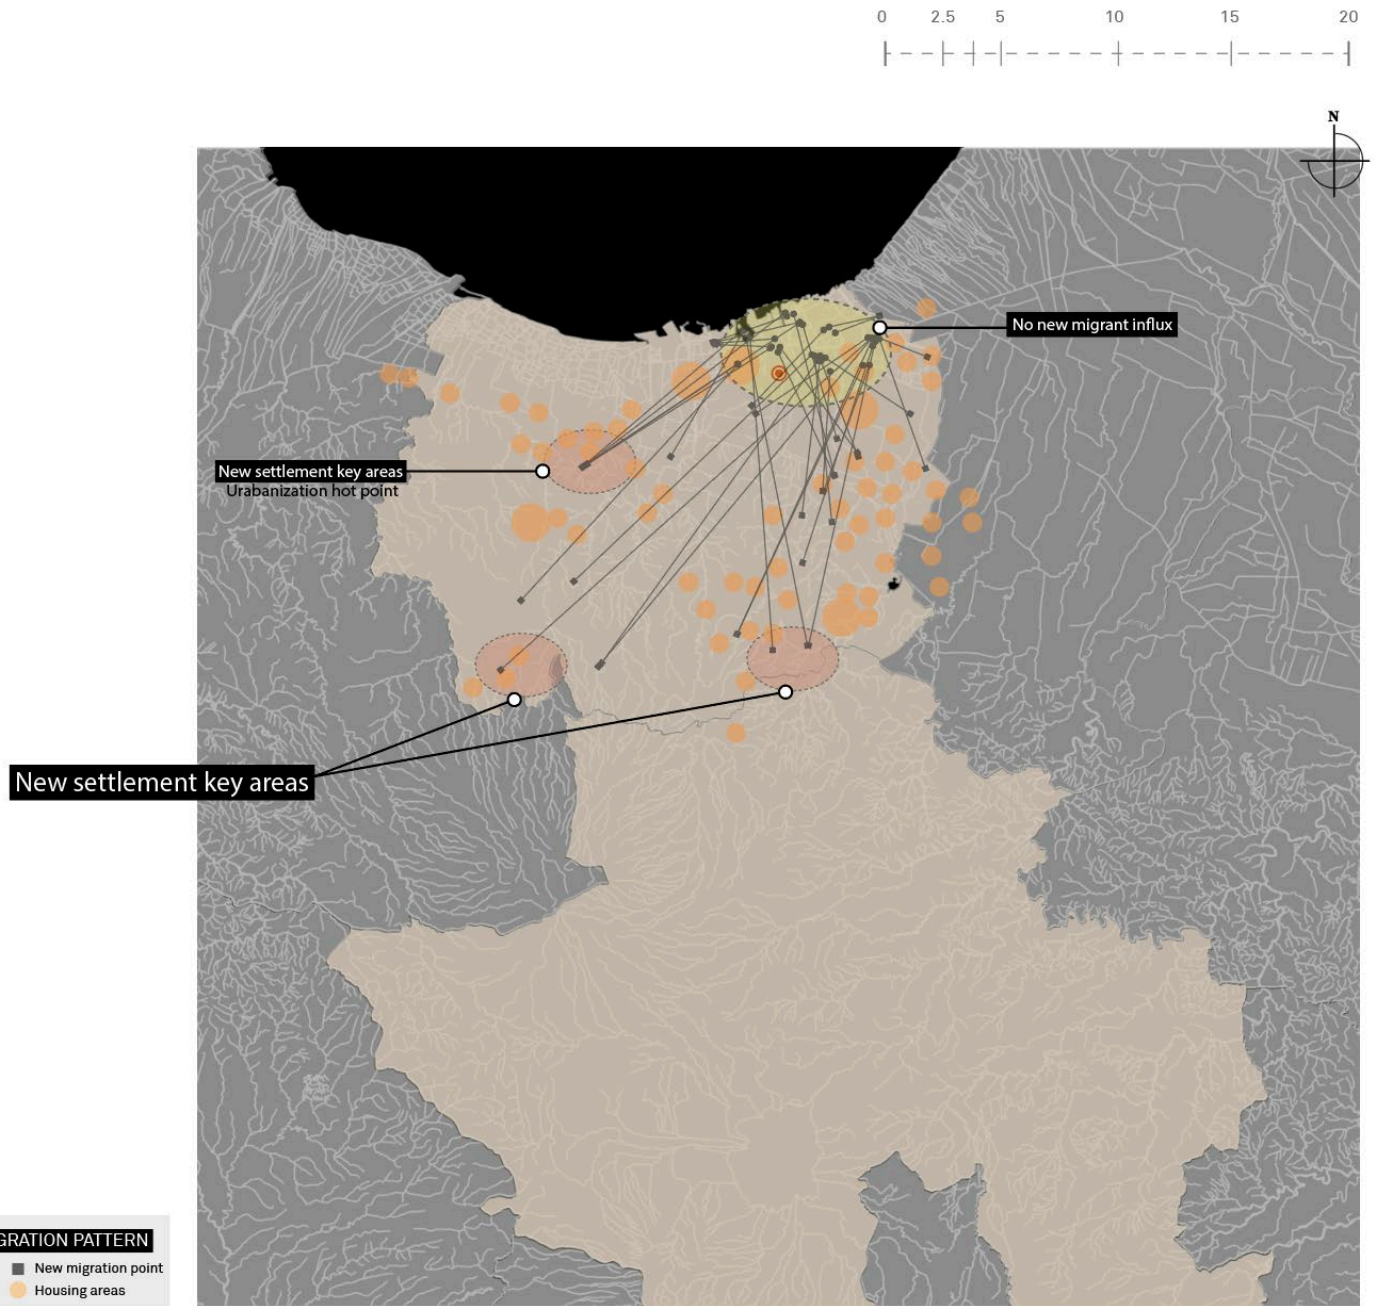 0 2.5 5 10 15 20
N
No new migrant influx
New settlement key areas
Urabanization hot point
New settlement key areas
GRATION PATTERN
New migration point
Housing areas